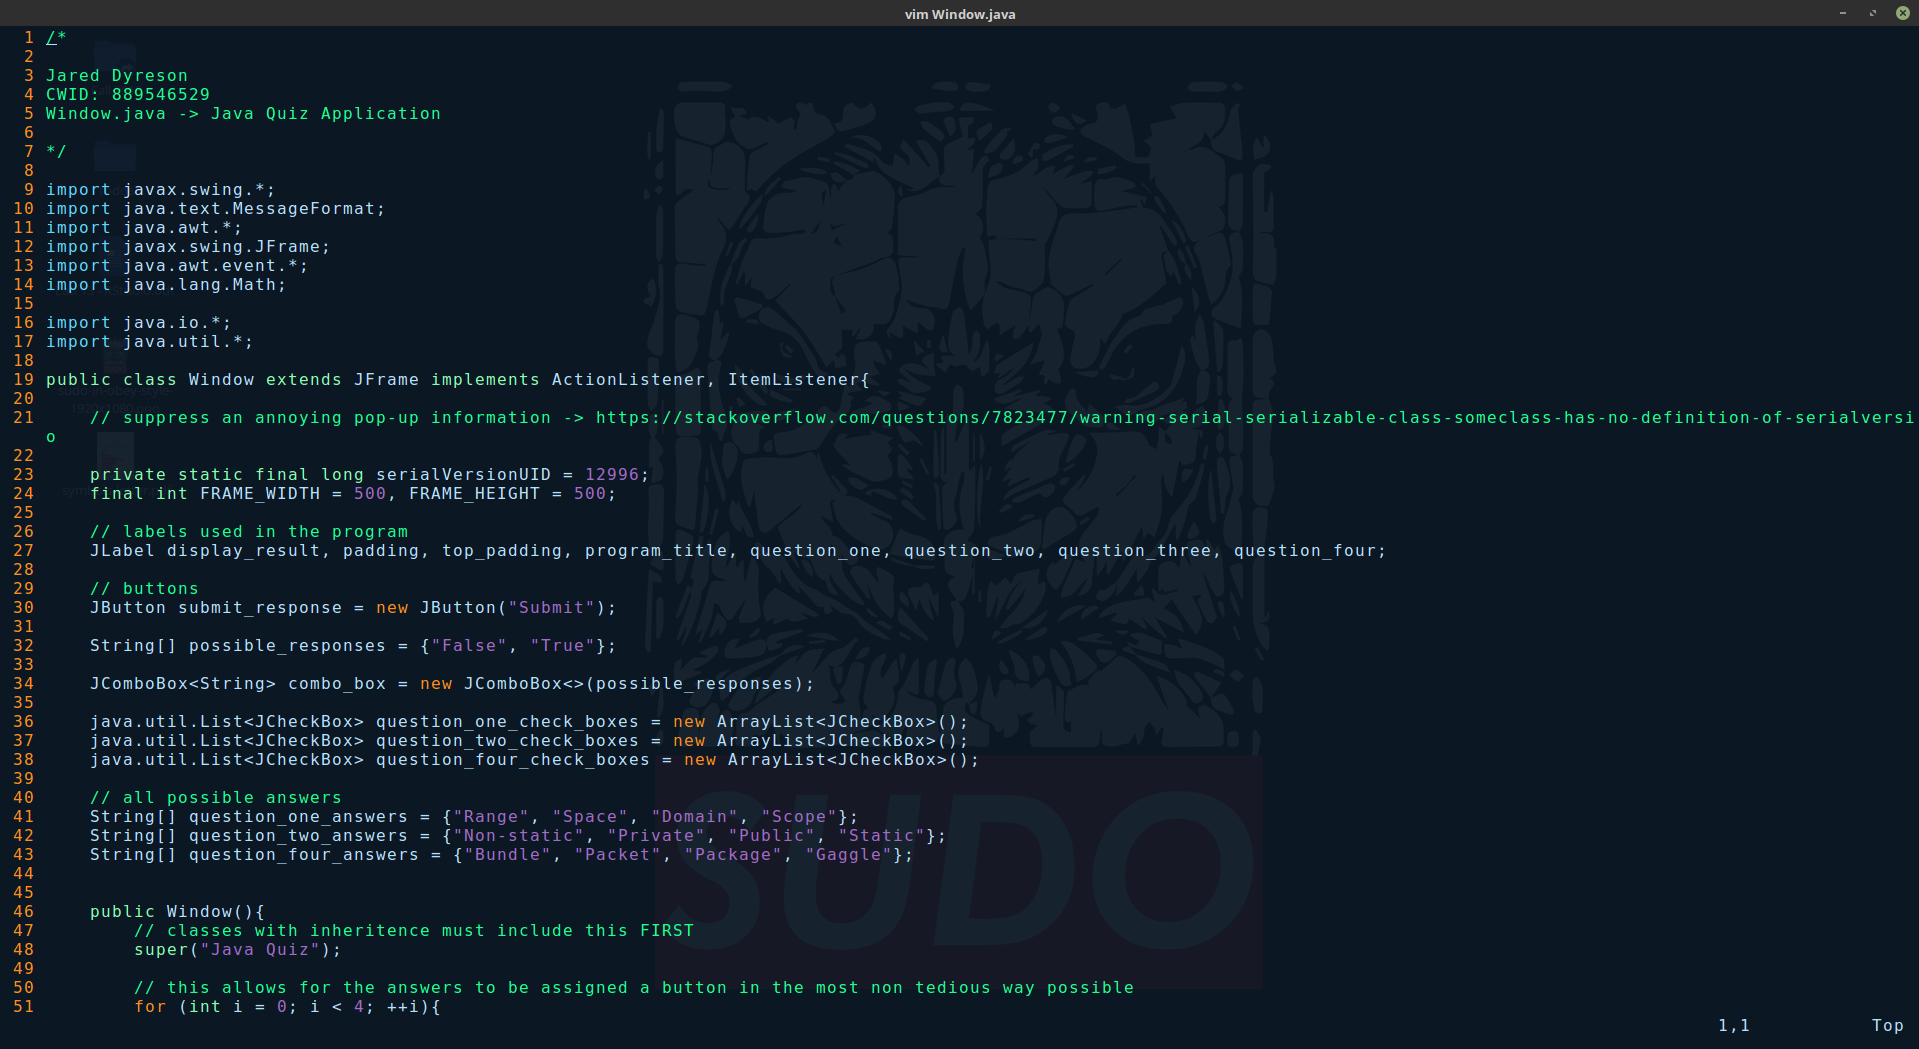 vim Window.java
1 /*
2
3 Jared Dyreson
4 CWID: 889546529
5 Window.java -> Java Quiz Application
6
7 */
8
9 import javax.swing.*;
10 import java.text.MessageFormat;
11 import java.awt.*;
12 import javax.swing.JFrame;
13 import java.awt.event.*;
14 import java.lang.Math;
15
16 import java.io.*;
17 import java.util.*;
18
19 public class Window extends JFrame implements ActionListener, ItemListener{
20
21     // suppress an annoying pop-up information -> https://stackoverflow.com/questions/7823477/warning-serial-serializable-class-someclass-has-no-definition-of-serialversi
o
22
23     private static final long serialVersionUID = 12996;
24     final int FRAME_WIDTH = 500, FRAME_HEIGHT = 500;
25
26     // labels used in the program
27     JLabel display_result, padding, top_padding, program_title, question_one, question_two, question_three, question_four;
28
29     // buttons
30     JButton submit_response = new JButton("Submit");
31
32     String[] possible_responses = {"False", "True"};
33
34     JComboBox<String> combo_box = new JComboBox<>(possible_responses);
35
36     java.util.List<JCheckBox> question_one_check_boxes = new ArrayList<JCheckBox>();
37     java.util.List<JCheckBox> question_two_check_boxes = new ArrayList<JCheckBox>();
38     java.util.List<JCheckBox> question_four_check_boxes = new ArrayList<JCheckBox>();
39
40     // all possible answers
41     String[] question_one_answers = {"Range", "Space", "Domain", "Scope"};
42     String[] question_two_answers = {"Non-static", "Private", "Public", "Static"};
43     String[] question_four_answers = {"Bundle", "Packet", "Package", "Gaggle"};
44
45
46     public Window(){
47         // classes with inheritence must include this FIRST
48         super("Java Quiz");
49
50         // this allows for the answers to be assigned a button in the most non tedious way possible
51         for (int i = 0; i < 4; ++i){
1,1 Top
SUDO